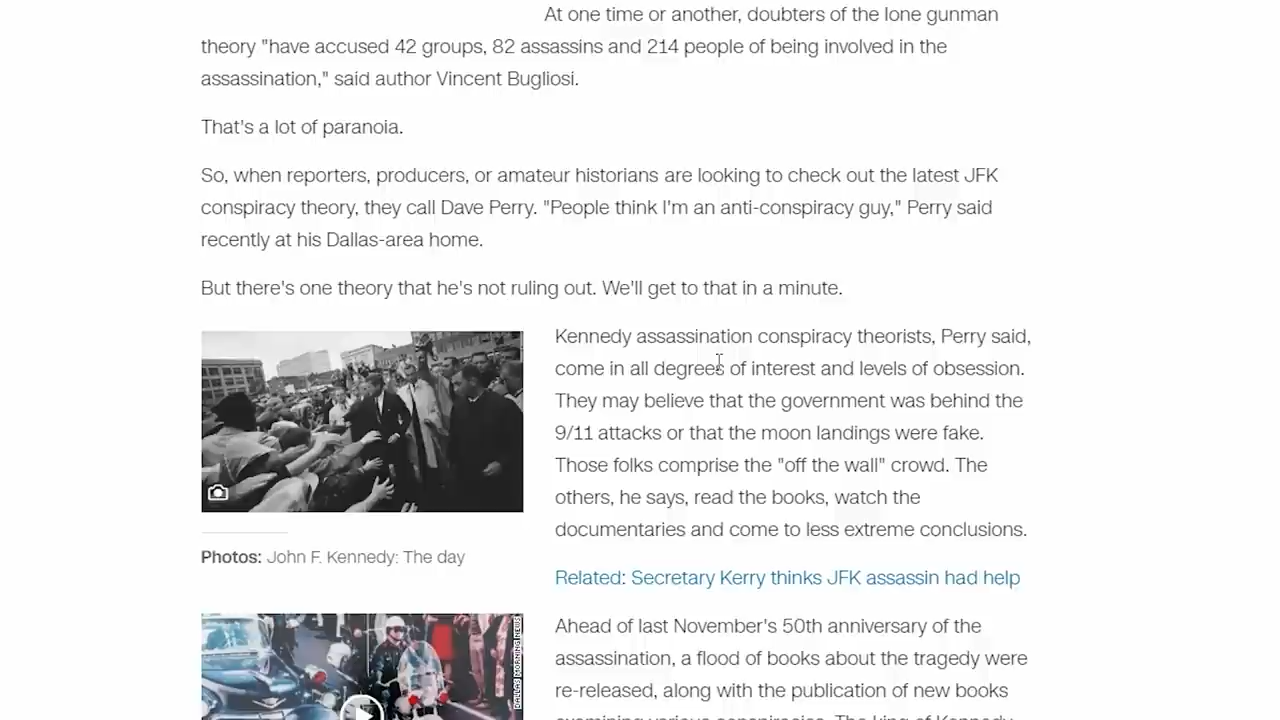 At one time or another, doubters of the lone gunman
theory "have accused 42 groups, 82 assassins and 214 people of being involved in the
assassination," said author Vincent Bugliosi.
That's a lot of paranoia.
So, when reporters, producers, or amateur historians are looking to check out the latest JFK
conspiracy theory, they call Dave Perry. "People think I'm an anti-conspiracy guy," Perry said
recently at his Dallas-area home.
But there's one theory that he's not ruling out. We'll get to that in a minute.
Kennedy assassination conspiracy theorists, Perry said,
come in all degrees of interest and levels of obsession.
They may believe that the government was behind the
9/11 attacks or that the moon landings were fake.
Those folks comprise the "off the wall" crowd. The
others, he says, read the books, watch the
documentaries and come to less extreme conclusions.
Photos: John F. Kennedy: The day
Related: Secretary Kerry thinks JFK assassin had help
DALLAS MORNING NEWS
Ahead of last November's 50th anniversary of the
assassination, a flood of books about the tragedy were
re-released, along with the publication of new books